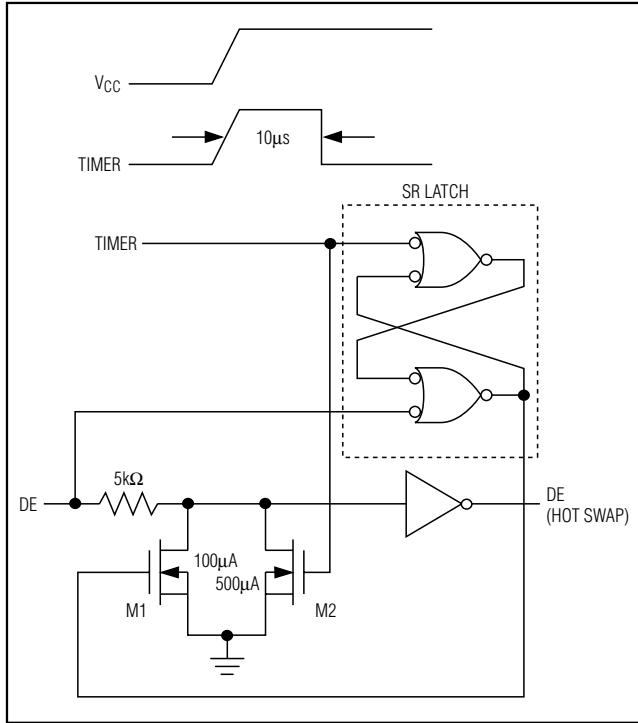 VCC
10μs
TIMER
SR LATCH
TIMER
5kΩ
DE
DE
(HOT SWAP)
100μA
500μA
M1
M2